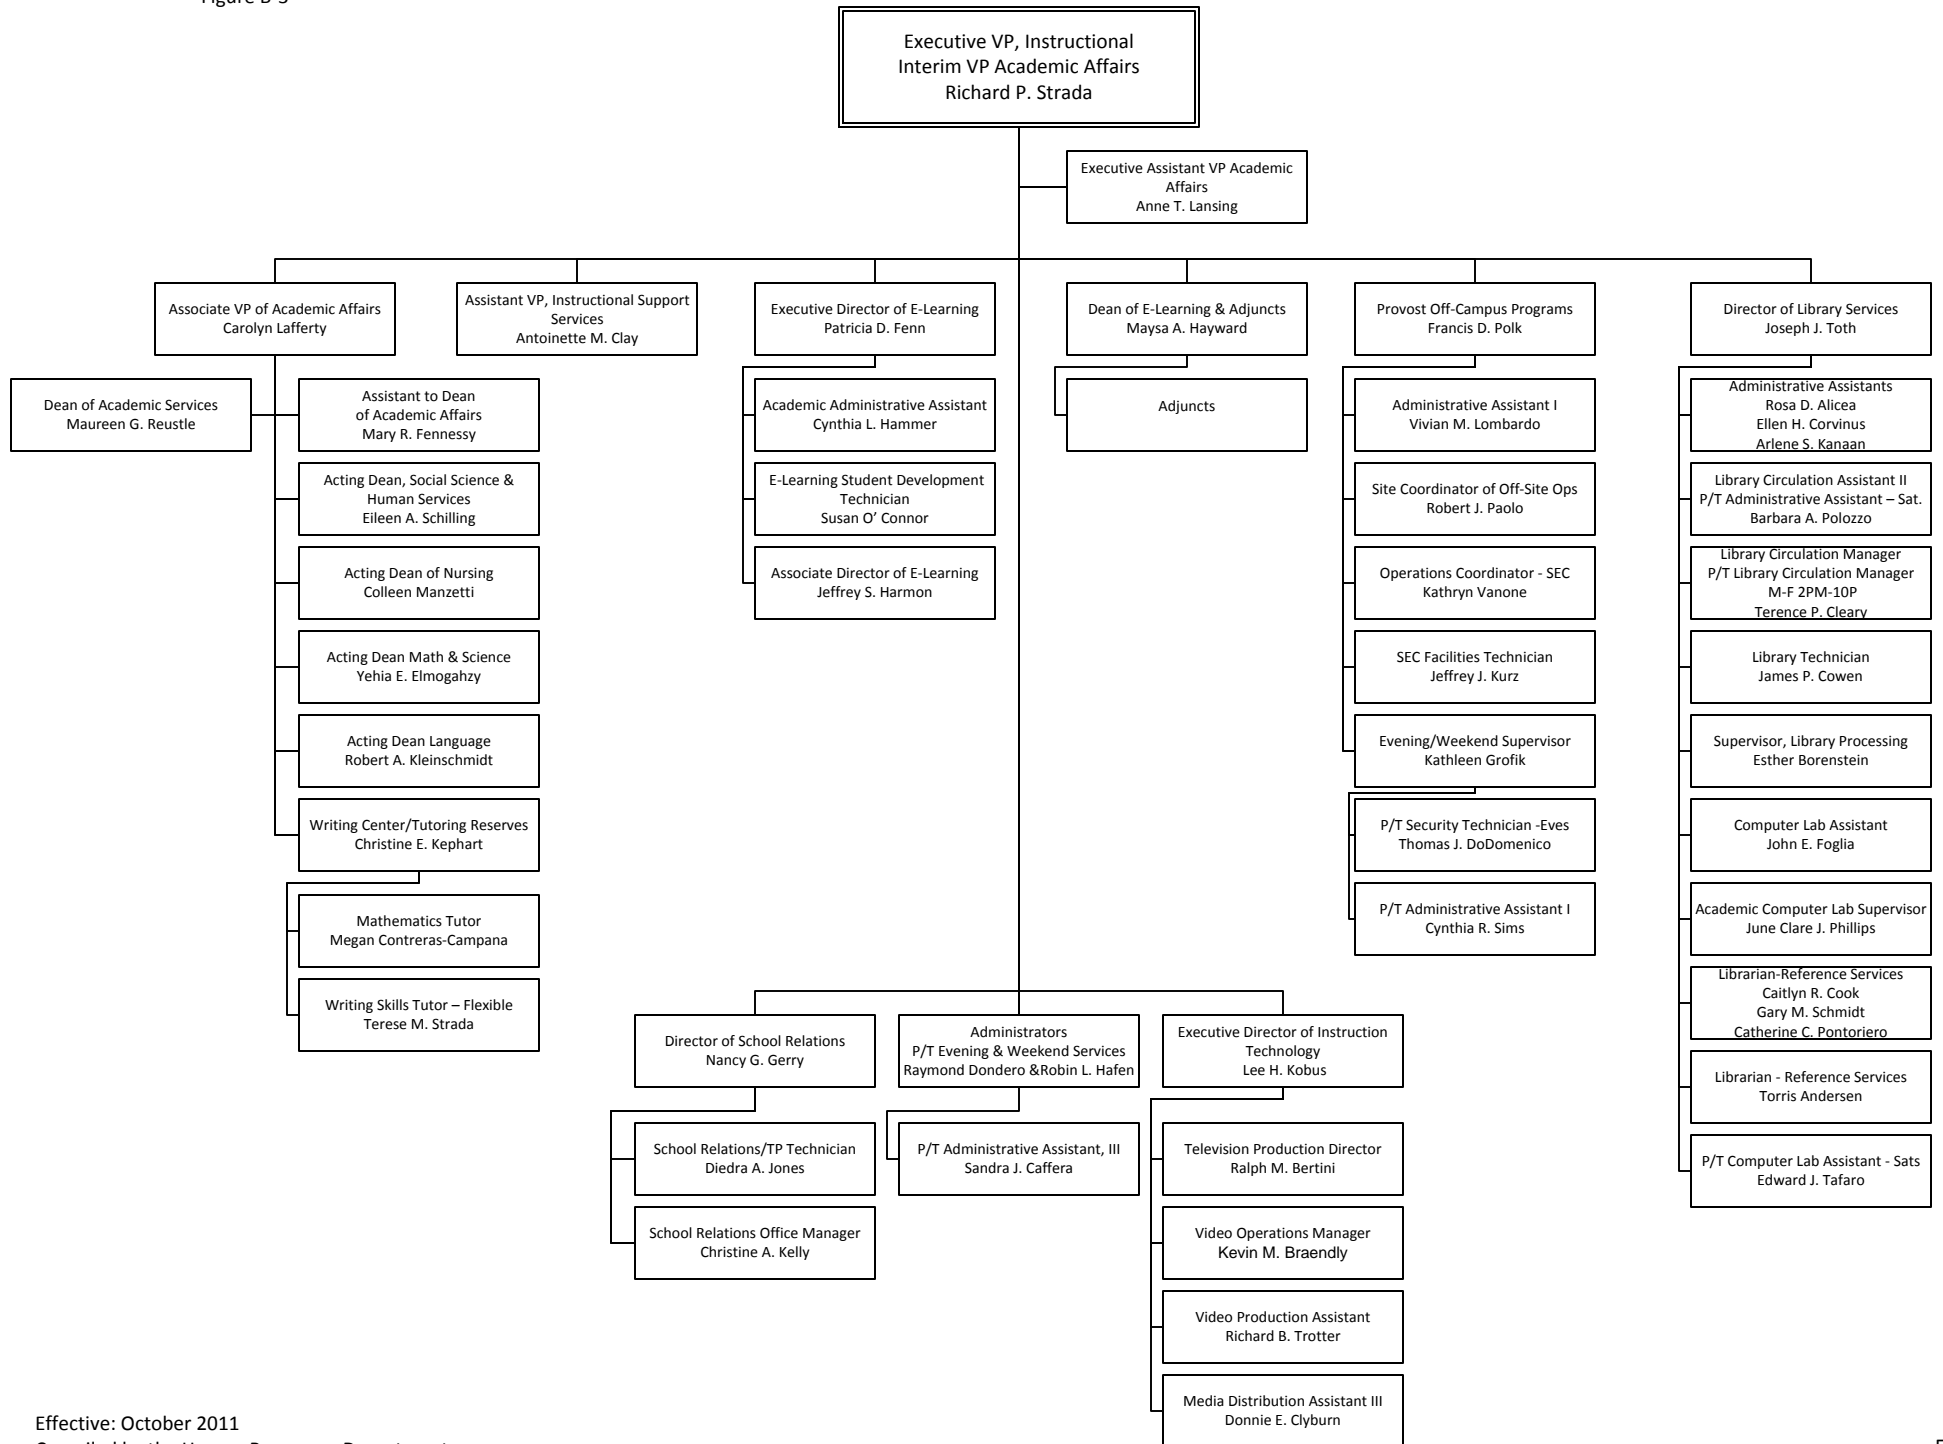 Executive VP, Instructional
Interim VP Academic Affairs
Richard P. Strada
Executive Assistant VP Academic
Affairs
Anne T. Lansing
Associate VP of Academic Affairs
Carolyn Lafferty
Assistant VP, Instructional Support
Services
Antoinette M. Clay
Executive Director of E-Learning
Patricia D. Fenn
Dean of E-Learning & Adjuncts
Maysa A. Hayward
Provost Off-Campus Programs
Francis D. Polk
Director of Library Services
Joseph J. Toth
Dean of Academic Services
Maureen G. Reustle
Assistant to Dean
of Academic Affairs
Mary R. Fennessy
Acting Dean, Social Science &
Human Services
Eileen A. Schilling
Acting Dean of Nursing
Colleen Manzetti
Acting Dean Math & Science
Yehia E. Elmogahzy
Acting Dean Language
Robert A. Kleinschmidt
Writing Center/Tutoring Reserves
Christine E. Kephart
Mathematics Tutor
Megan Contreras-Campana
Writing Skills Tutor – Flexible
Terese M. Strada
Academic Administrative Assistant
Cynthia L. Hammer
E-Learning Student Development
Technician
Susan O’ Connor
Associate Director of E-Learning
Jeffrey S. Harmon
Adjuncts
Administrative Assistant I
Vivian M. Lombardo
Site Coordinator of Off-Site Ops
Robert J. Paolo
Operations Coordinator - SEC
Kathryn Vanone
SEC Facilities Technician
Jeffrey J. Kurz
Evening/Weekend Supervisor
Kathleen Grofik
P/T Security Technician -Eves
Thomas J. DoDomenico
P/T Administrative Assistant I
Cynthia R. Sims
Administrative Assistants
Rosa D. Alicea
Ellen H. Corvinus
Arlene S. Kanaan
Library Circulation Assistant II
P/T Administrative Assistant – Sat.
Barbara A. Polozzo
Library Circulation Manager
P/T Library Circulation Manager
M-F 2PM-10P
Terence P. Cleary
Library Technician
James P. Cowen
Supervisor, Library Processing
Esther Borenstein
Computer Lab Assistant
John E. Foglia
Academic Computer Lab Supervisor
June Clare J. Phillips
Librarian-Reference Services
Caitlyn R. Cook
Gary M. Schmidt
Catherine C. Pontoriero
Librarian - Reference Services
Torris Andersen
P/T Computer Lab Assistant - Sats
Edward J. Tafaro
Director of School Relations
Nancy G. Gerry
School Relations/TP Technician
Diedra A. Jones
School Relations Office Manager
Christine A. Kelly
Administrators
P/T Evening & Weekend Services
Raymond Dondero &Robin L. Hafen
P/T Administrative Assistant, III
Sandra J. Caffera
Executive Director of Instruction
Technology
Lee H. Kobus
Television Production Director
Ralph M. Bertini
Video Operations Manager
Kevin M. Braendly
Video Production Assistant
Richard B. Trotter
Media Distribution Assistant III
Donnie E. Clyburn
Effective: October 2011